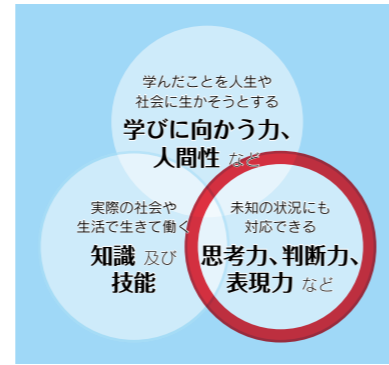 学んだことを人生や
社会に生かそうとする
学びに向かう力、
人間性 など
実際の社会や
生活で生きて働く
知識 及び
技能
未知の状況にも
対応できる
思考力、判断力、
表現力 など